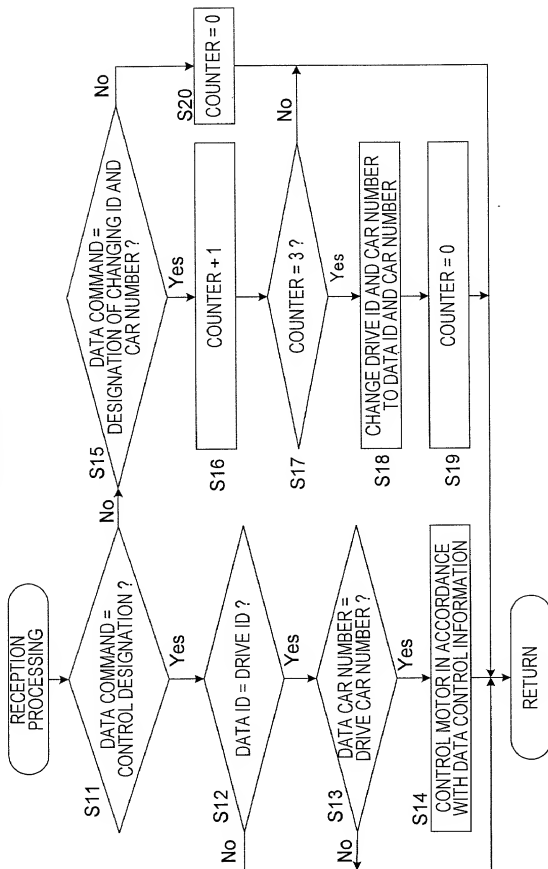 RECEPTION
PROCESSING
S11
DATA COMMAND =
CONTROL DESIGNATION ?
No
Yes
S12
DATA ID = DRIVE ID ?
No
Yes
S13
DATA CAR NUMBER =
DRIVE CAR NUMBER ?
No
Yes
S14
CONTROL MOTOR IN ACCORDANCE
WITH DATA CONTROL INFORMATION
RETURN
S15
DATA COMMAND =
DESIGNATION OF CHANGING ID AND
CAR NUMBER ?
No
Yes
S16
COUNTER + 1
S17
COUNTER = 3 ?
No
Yes
S18
CHANGE DRIVE ID AND CAR NUMBER
TO DATA ID AND CAR NUMBER
S19
COUNTER = 0
S20
COUNTER = 0